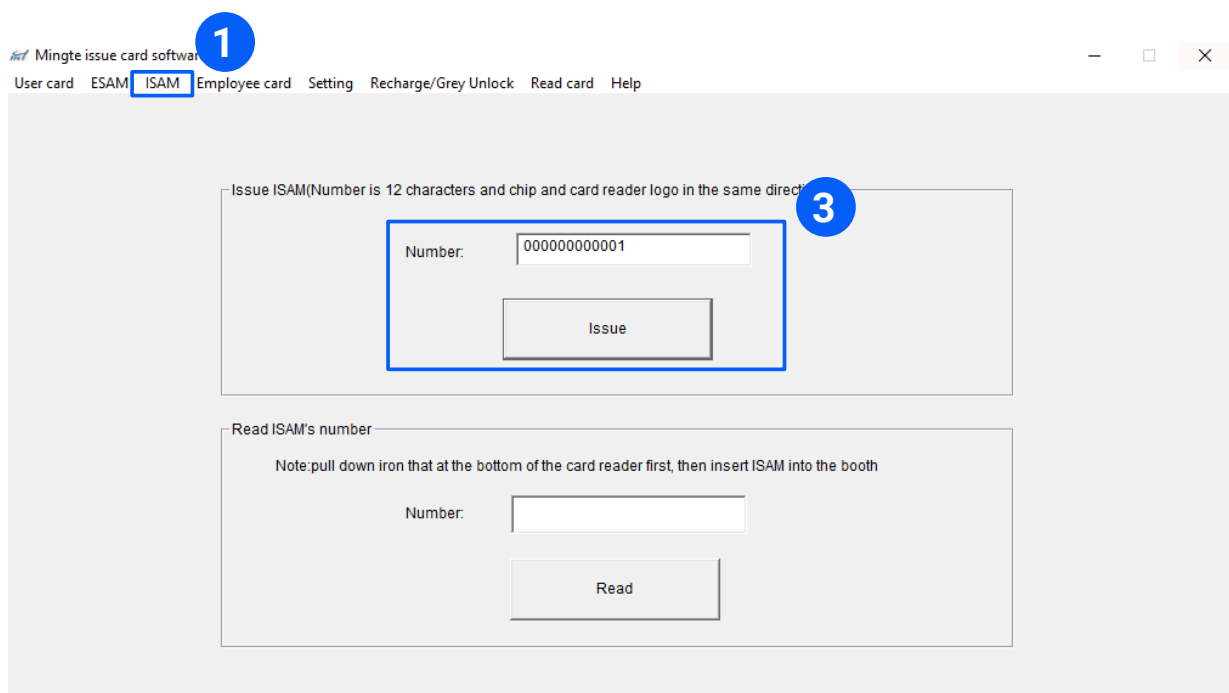 1
Mingte issue card softwar
User card ESAM ISAM Employee card Setting Recharge/Grey Unlock Read card Help
Issue ISAM(Number is 12 characters and chip and card reader logo in the same directi
3
Number: 000000000001
Issue
Read ISAM's number
Note:pull down iron that at the bottom of the card reader first, then insert ISAM into the booth
Number:
Read